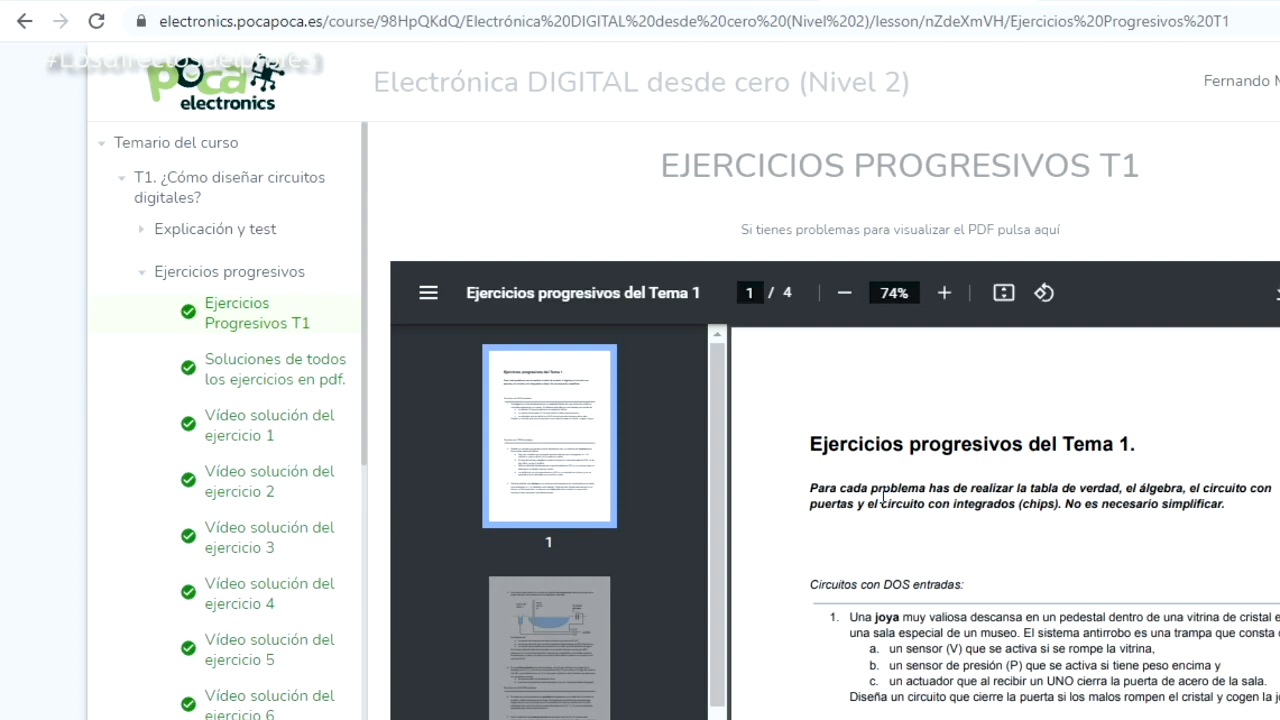 electronics.pocapoca.es/course/98HpQKdQ/Electrónica%20DIGITAL%20desde%20cero%20(Nivel%202)/lesson/nZdeXmVH/Ejercicios%20Progresivos%20T1
poca
electronics
Electrónica DIGITAL desde cero (Nivel 2)
Fernando
Temario del curso
T1. ¿Cómo diseñar circuitos
digitales?
Explicación y test
Ejercicios progresivos
Ejercicios
Progresivos T1
Soluciones de todos
los ejercicios en pdf.
Vídeo solución del
ejercicio 1
Vídeo solución del
ejercicio 2
Vídeo solución del
ejercicio 3
Vídeo solución del
ejercicio 4
Vídeo solución del
ejercicio 5
Vídeo solución del
ejercicio 6
EJERCICIOS PROGRESIVOS T1
Si tienes problemas para visualizar el PDF pulsa aquí
Ejercicios progresivos del Tema 1
1 / 4
74%
1
Ejercicios progresivos del Tema 1.
Para cada problema has de realizar la tabla de verdad, el álgebra, el circuito con
puertas y el circuito con integrados (chips). No es necesario simplificar.
Circuitos con DOS entradas:
1. Una joya muy valiosa descansa en un pedestal dentro de una vitrina de cristal e
una sala especial de un museo. El sistema antirrobo es una trampa que consta
a. un sensor (V) que se activa si se rompe la vitrina,
b. un sensor de presión (P) que se activa si tiene peso encima y
c. un actuador que al recibir un UNO cierra la puerta de acero de la sala.
Diseña un circuito que cierre la puerta si los malos rompen el cristal y cogen la